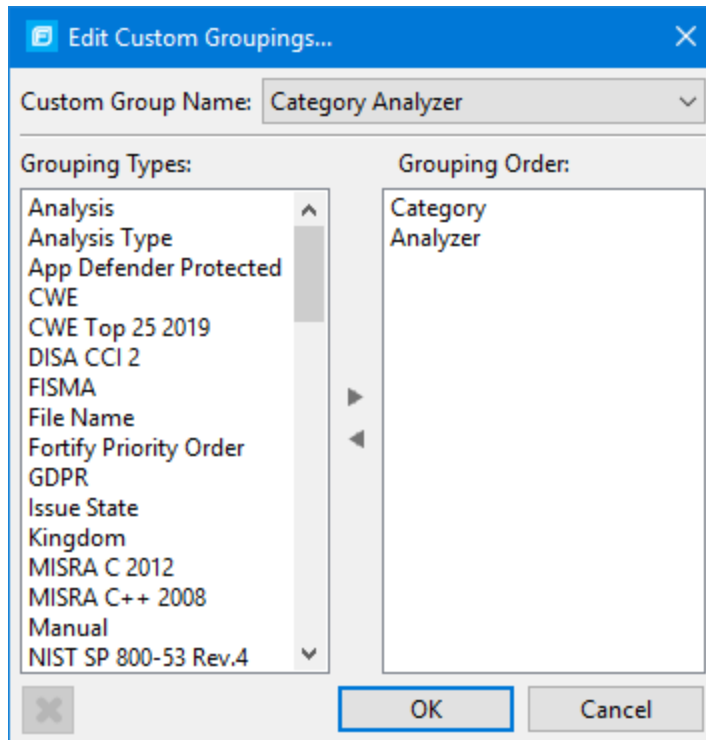 Edit Custom Groupings...
Custom Group Name: Category Analyzer
Grouping Types:
Analysis
Analysis Type
App Defender Protected
CWE
CWE Top 25 2019
DISA CCI 2
FISMA
File Name
Fortify Priority Order
GDPR
Issue State
Kingdom
MISRA C 2012
MISRA C++ 2008
Manual
NIST SP 800-53 Rev.4
Grouping Order:
Category
Analyzer
OK
Cancel